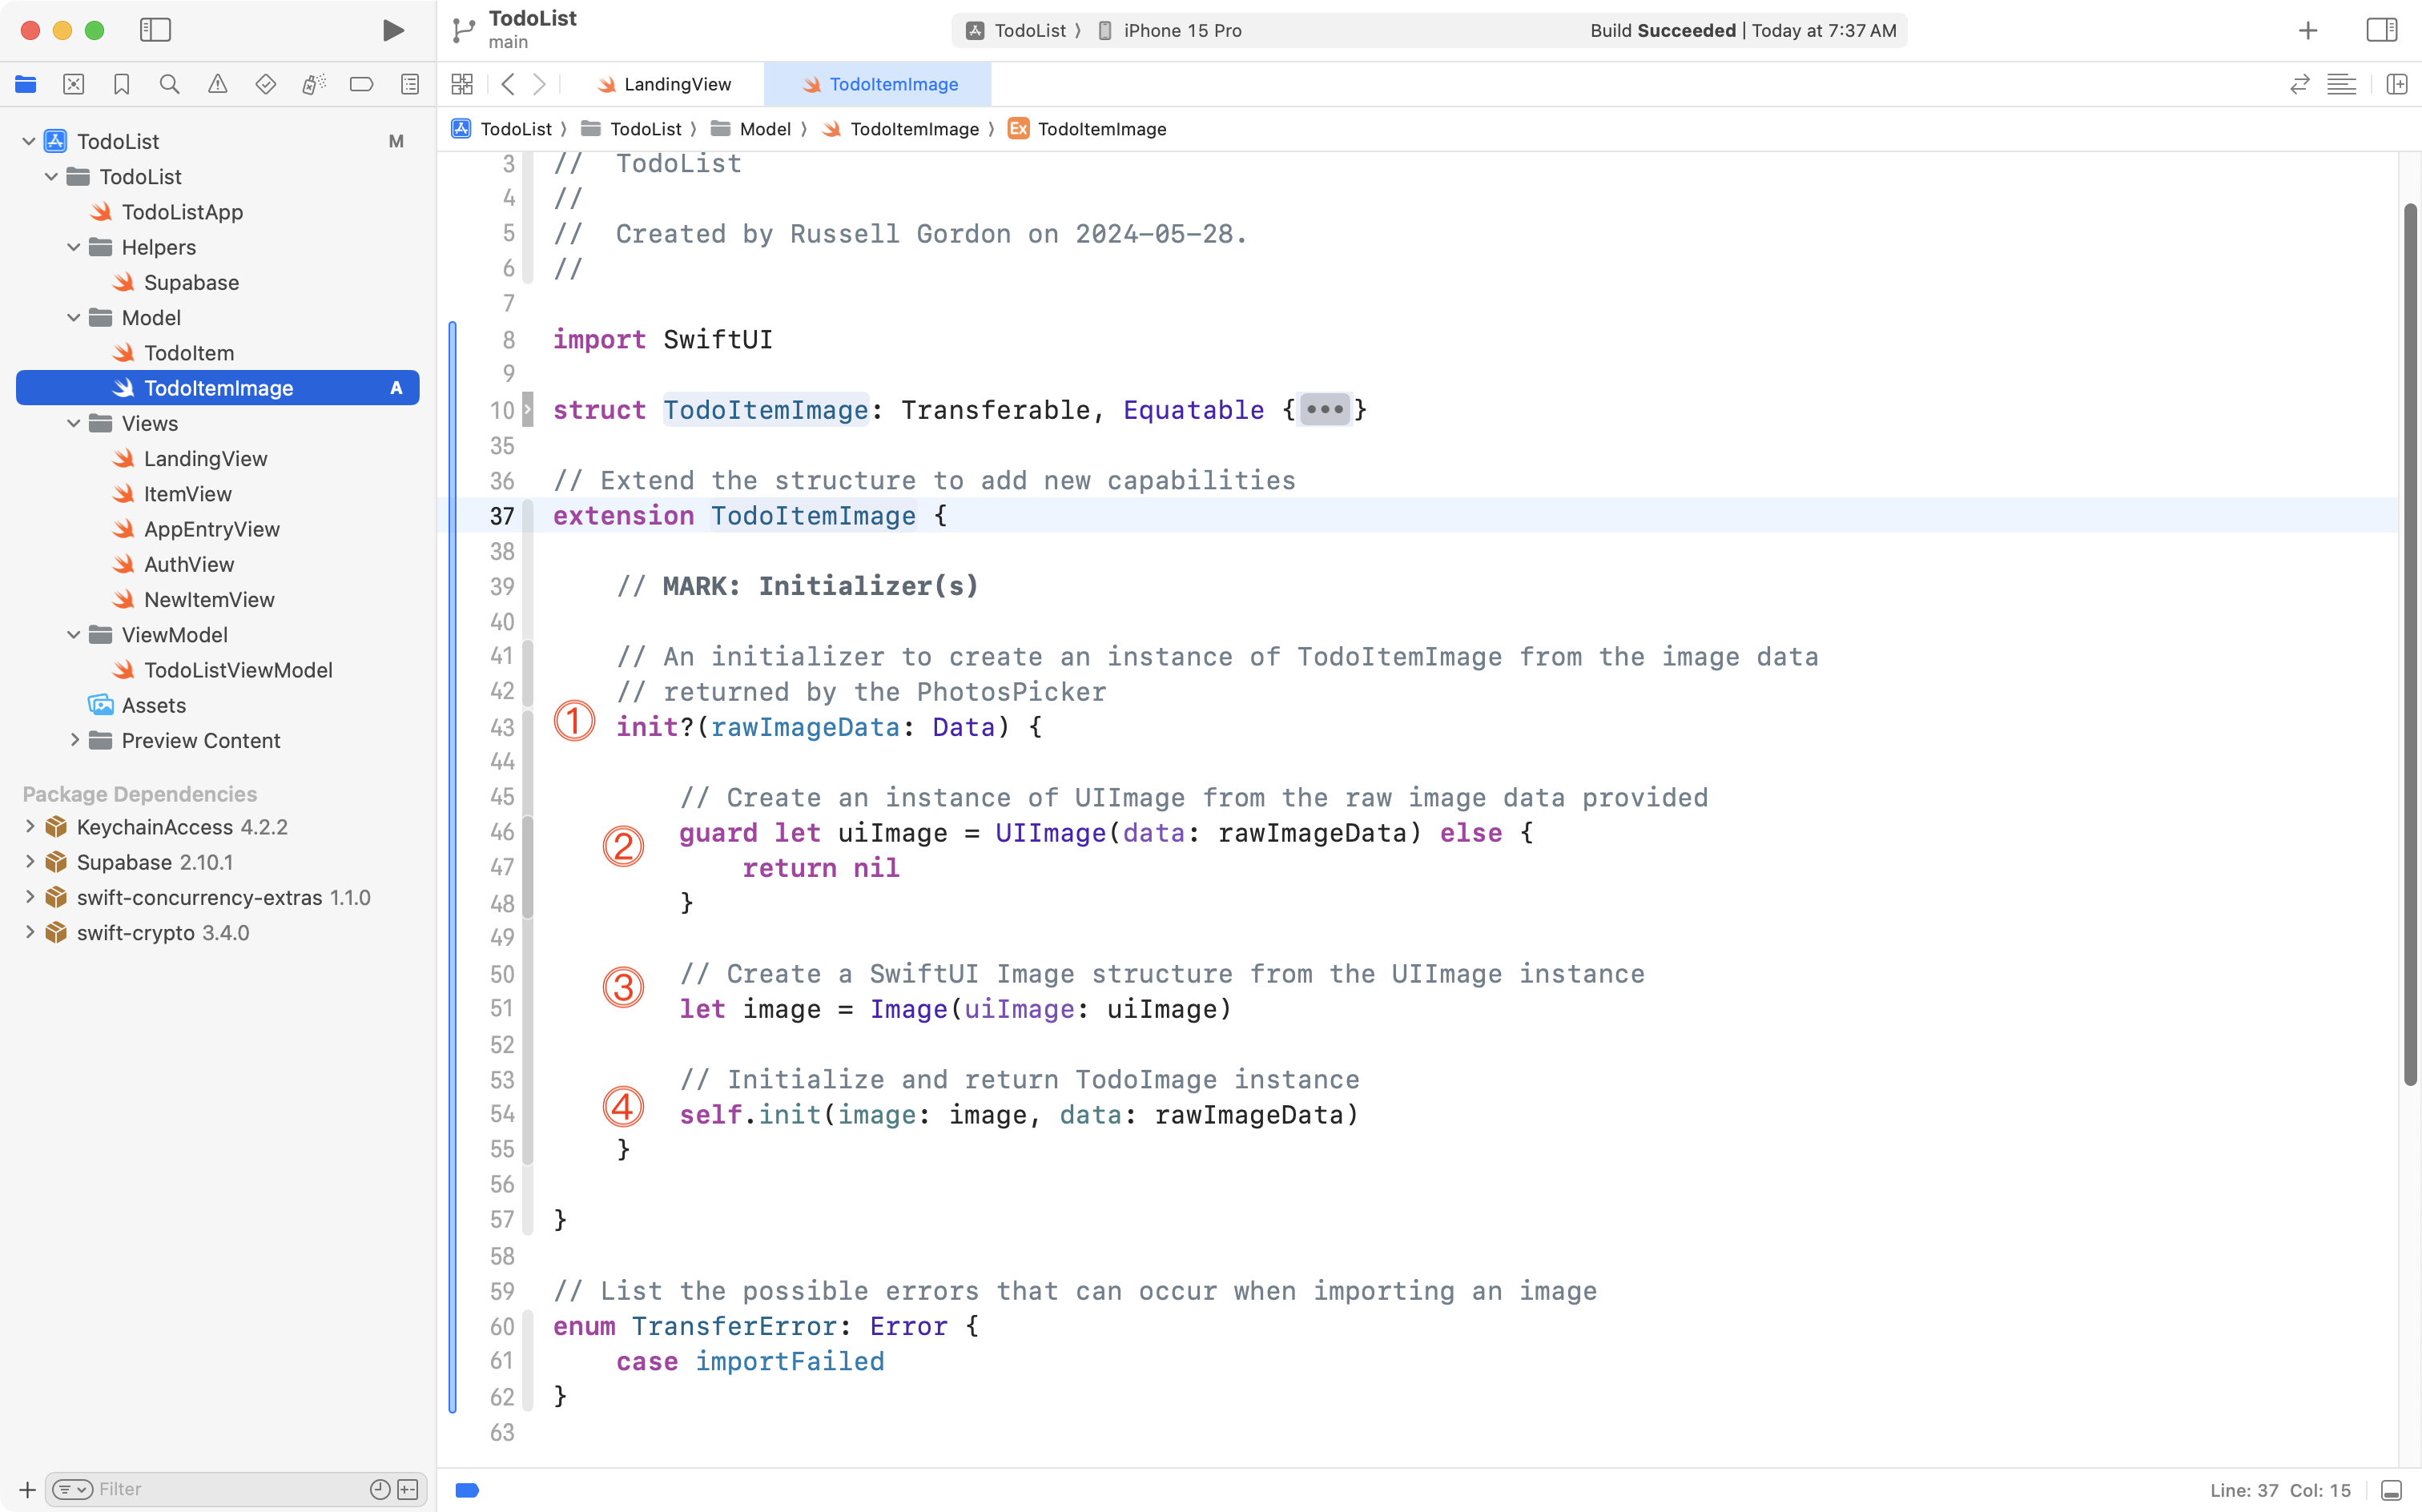 TodoList
main
TodoList 〉 iPhone 15 Pro
Build Succeeded | Today at 7:37 AM
LandingView
TodoItemImage
TodoList 〉 TodoList 〉 Model 〉 TodoItemImage 〉 Ex TodoItemImage
TodoList M
TodoList
TodoListApp
Helpers
Supabase
Model
TodoItem
TodoItemImage A
Views
LandingView
ItemView
AppEntryView
AuthView
NewItemView
ViewModel
TodoListViewModel
Assets
Preview Content
Package Dependencies
KeychainAccess 4.2.2
Supabase 2.10.1
swift-concurrency-extras 1.1.0
swift-crypto 3.4.0
Filter
3 //  TodoList
4 //
5 //  Created by Russell Gordon on 2024-05-28.
6 //
7
8 import SwiftUI
9
10 struct TodoItemImage: Transferable, Equatable {•••}
35
36 // Extend the structure to add new capabilities
37 extension TodoItemImage {
38
39     // MARK: Initializer(s)
40
41     // An initializer to create an instance of TodoItemImage from the image data
42     // returned by the PhotosPicker
43 ①   init?(rawImageData: Data) {
44
45         // Create an instance of UIImage from the raw image data provided
46 ②       guard let uiImage = UIImage(data: rawImageData) else {
47             return nil
48         }
49
50 ③       // Create a SwiftUI Image structure from the UIImage instance
51         let image = Image(uiImage: uiImage)
52
53         // Initialize and return TodoImage instance
54 ④       self.init(image: image, data: rawImageData)
55     }
56
57 }
58
59 // List the possible errors that can occur when importing an image
60 enum TransferError: Error {
61     case importFailed
62 }
63
Line: 37 Col: 15